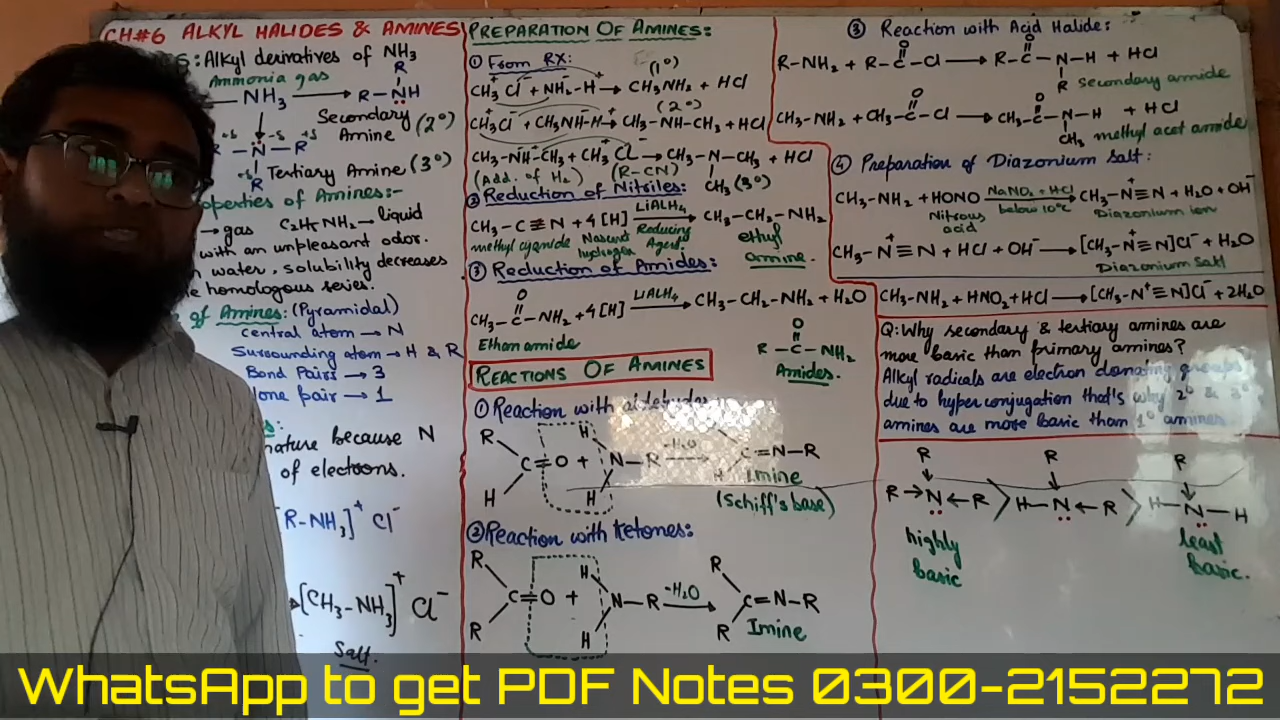 CH#6 ALKYL HALIDES & AMINES
S: Alkyl derivatives of NH3
Ammonia gas
R
NH3 → R-NH
Secondary
Amine (2°)
+s -s +s
R-N-R
+s
R
Tertiary Amine (3°)
operties of Amines:-
→gas C2H5NH2→liquid
with an unpleasant odor.
water, solubility decreases
homologous series.
of Amines: (Pyramidal)
central atom → N
Surrounding atom → H & R
Bond Pairs → 3
lone pair → 1
nature because N
of electrons.
R-NH3]+ Cl-
[CH3-NH3]+ Cl-
Salt.
PREPARATION OF AMINES:
① From RX: (1°)
CH3+Cl- + NH2-H+ → CH3NH2 + HCl
(2°)
CH3+Cl- + CH3NH-H+ → CH3-NH-CH3 + HCl
CH3-NH-CH3 + CH3+Cl- → CH3-N-CH3 + HCl
CH3 (3°)
(Add. of H2) (R-CN)
② Reduction of Nitriles:
CH3-C≡N + 4[H] LiAlH4→ CH3-CH2-NH2
methyl cyanide Nascent hydrogen Reducing Agent. ethyl amine.
③ Reduction of Amides:
O
CH3-C-NH2 + 4[H] LiAlH4→ CH3-CH2-NH2 + H2O
Ethanamide
O
R-C-NH2
Amides.
REACTIONS OF AMINES
① Reaction with aldehydes
R H
C=O + N-R -H2O→ C=N-R
H H H
Imine
(Schiff's base)
② Reaction with Ketones:
R H R
C=O + N-R -H2O→ C=N-R
R H R Imine
③ Reaction with Acid Halide:
O O
R-NH2 + R-C-Cl → R-C-N-H + HCl
R secondary amide
O O
CH3-NH2 + CH3-C-Cl → CH3-C-N-H + HCl
CH3 methyl acet amide
④ Preparation of Diazonium Salt:
CH3-NH2 + HONO NaNO2+HCl→ CH3-N+≡N + H2O + OH-
Nitrous acid below 10°C Diazonium ion
CH3-N+≡N + HCl + OH- → [CH3-N+≡N]Cl- + H2O
Diazonium Salt
CH3-NH2 + HNO2 + HCl → [CH3-N+≡N]Cl- + 2H2O
Q: Why secondary & tertiary amines are
more basic than primary amines?
Alkyl radicals are electron donating groups
due to hyper conjugation that's why 2° & 3°
amines are more basic than 1° amines.
R R R
R→N←R > H-N←R > H-N-H
highly least
basic basic.
WhatsApp to get PDF Notes 0300-2152272